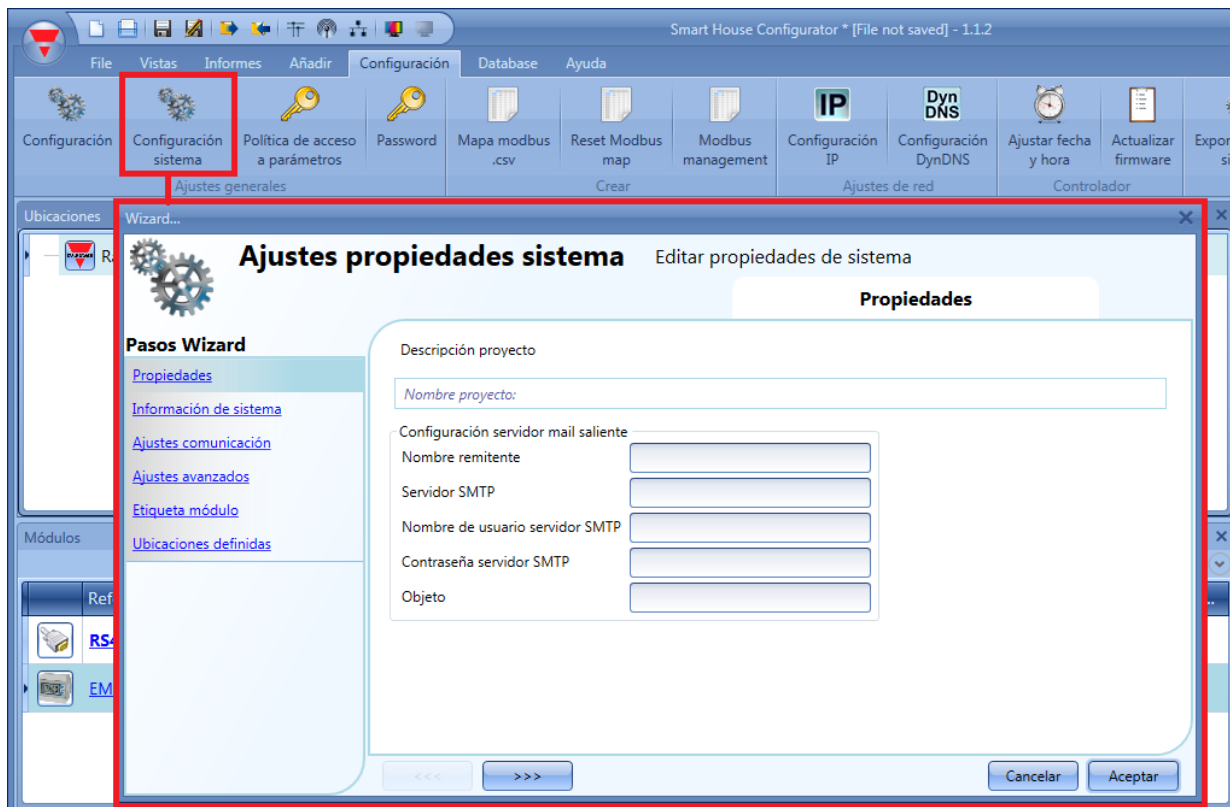 Smart House Configurator * [File not saved] - 1.1.2
File Vistas Informes Añadir Configuración Database Ayuda
Configuración
Configuración sistema
Política de acceso a parámetros
Password
Mapa modbus .csv
Reset Modbus map
Modbus management
IP
Configuración IP
Dyn DNS
Configuración DynDNS
Ajustar fecha y hora
Actualizar firmware
Ajustes generales Crear Ajustes de red Controlador
Ubicaciones
Wizard...
Ajustes propiedades sistema
Editar propiedades de sistema
Propiedades
Pasos Wizard
Propiedades
Información de sistema
Ajustes comunicación
Ajustes avanzados
Etiqueta módulo
Ubicaciones definidas
Descripción proyecto
Nombre proyecto:
Configuración servidor mail saliente
Nombre remitente
Servidor SMTP
Nombre de usuario servidor SMTP
Contraseña servidor SMTP
Objeto
Módulos
<<< >>> Cancelar Aceptar